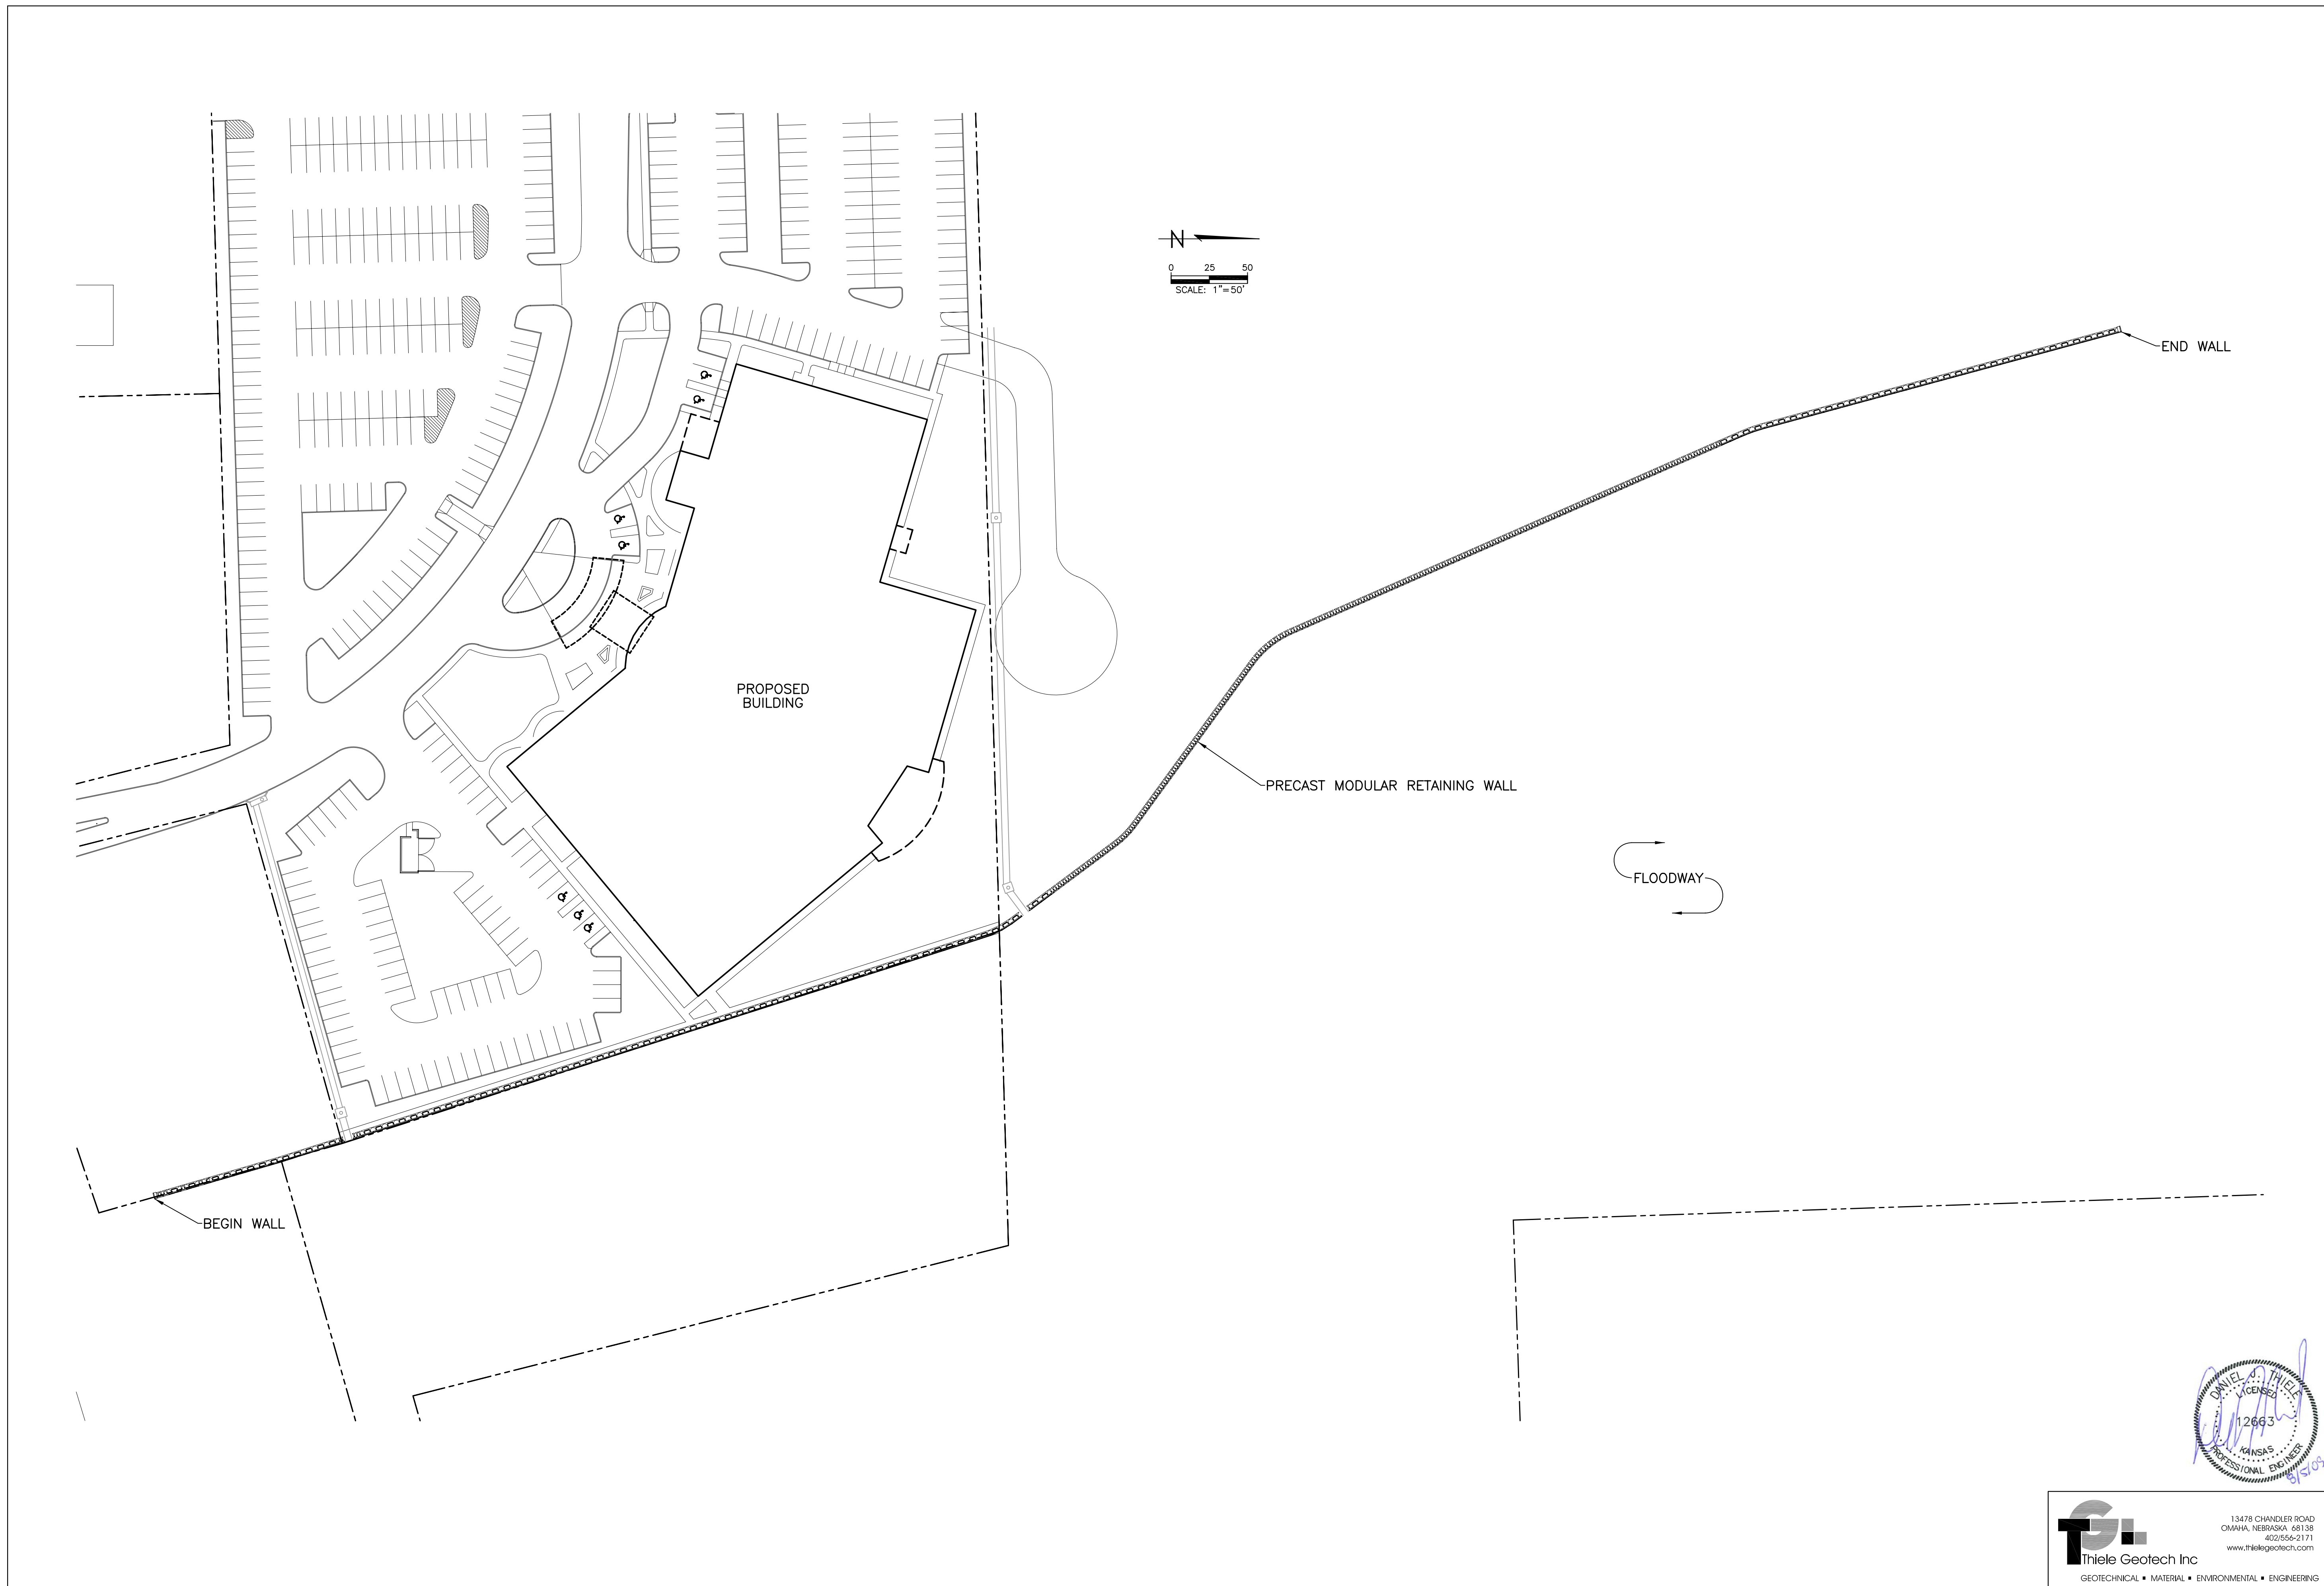 N
0 25 50
SCALE: 1"=50'
END WALL
PROPOSED
BUILDING
PRECAST MODULAR RETAINING WALL
FLOODWAY
BEGIN WALL
DANIEL J. THIELE
LICENSED
12663
KANSAS
PROFESSIONAL ENGINEER
13478 CHANDLER ROAD
OMAHA, NEBRASKA 68138
402/556-2171
www.thielegeotech.com
Thiele Geotech Inc
GEOTECHNICAL ▪ MATERIAL ▪ ENVIRONMENTAL ▪ ENGINEERING